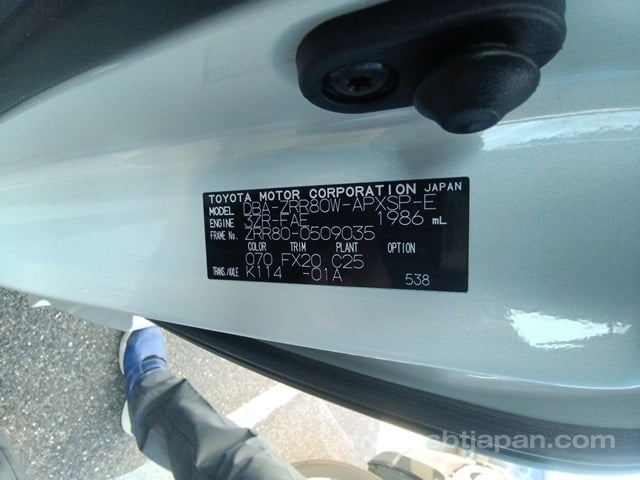 TOYOTA MOTOR CORPORATION JAPAN
MODEL DBA-ZRR80W-APXSP-E
ENGINE 3ZR-FAE 1986 mL
FRAME No. ZRR80-0509035
COLOR TRIM PLANT OPTION
070 FX20 C25
TRANS./AXLE K114 -01A
538
sbtjapan.com